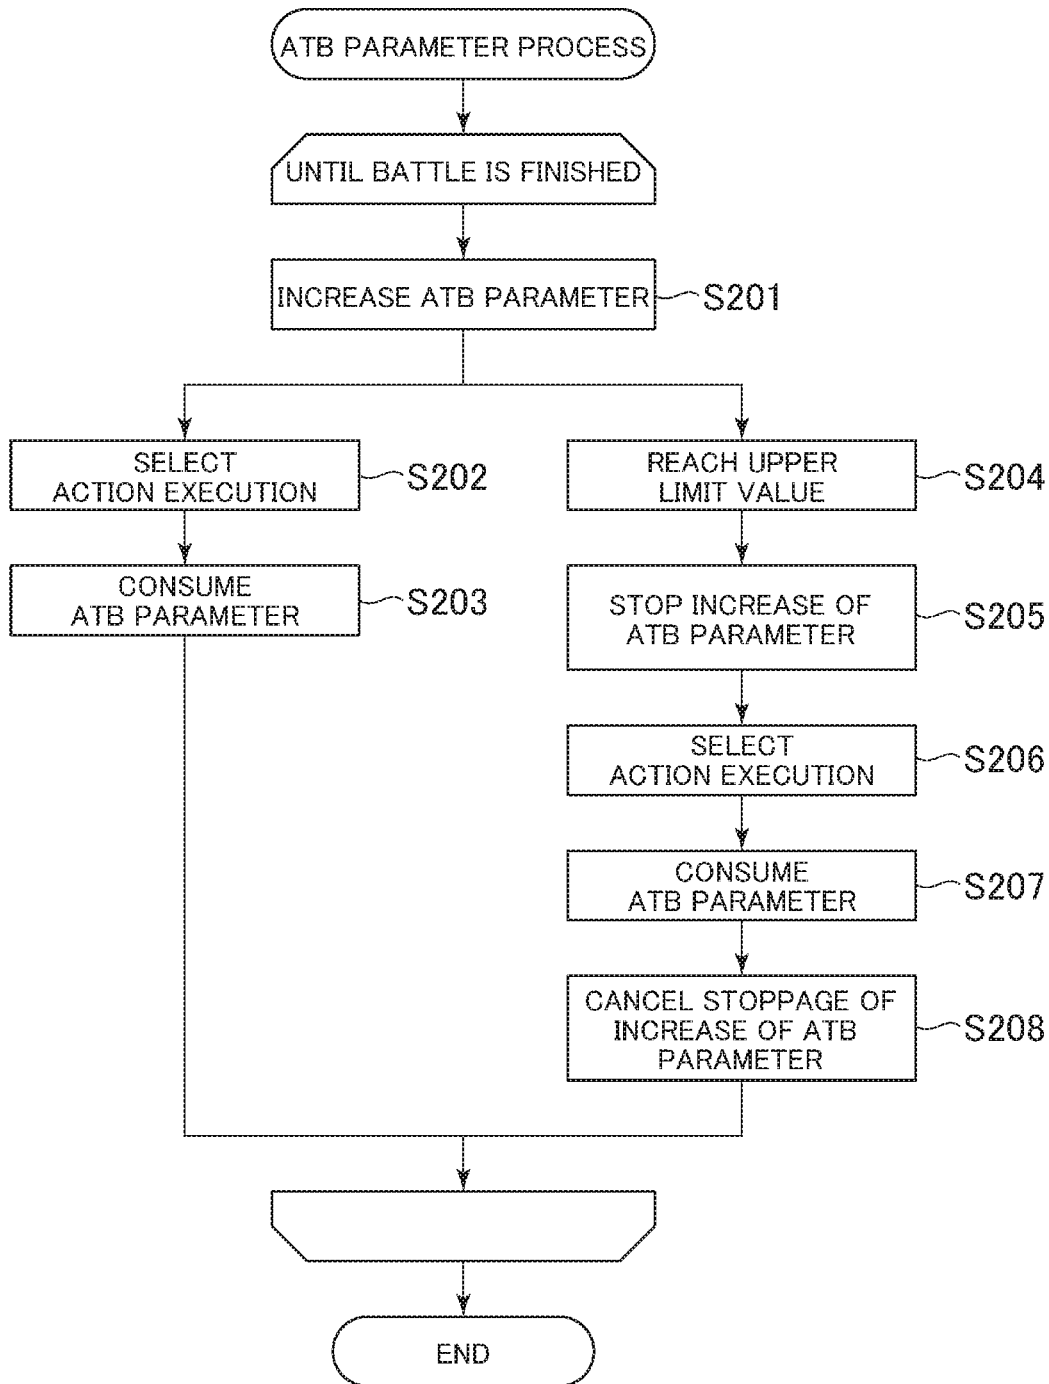 ATB PARAMETER PROCESS
UNTIL BATTLE IS FINISHED
INCREASE ATB PARAMETER
S201
SELECT
ACTION EXECUTION
S202
CONSUME
ATB PARAMETER
S203
REACH UPPER
LIMIT VALUE
S204
STOP INCREASE OF
ATB PARAMETER
S205
SELECT
ACTION EXECUTION
S206
CONSUME
ATB PARAMETER
S207
CANCEL STOPPAGE OF
INCREASE OF ATB
PARAMETER
S208
END